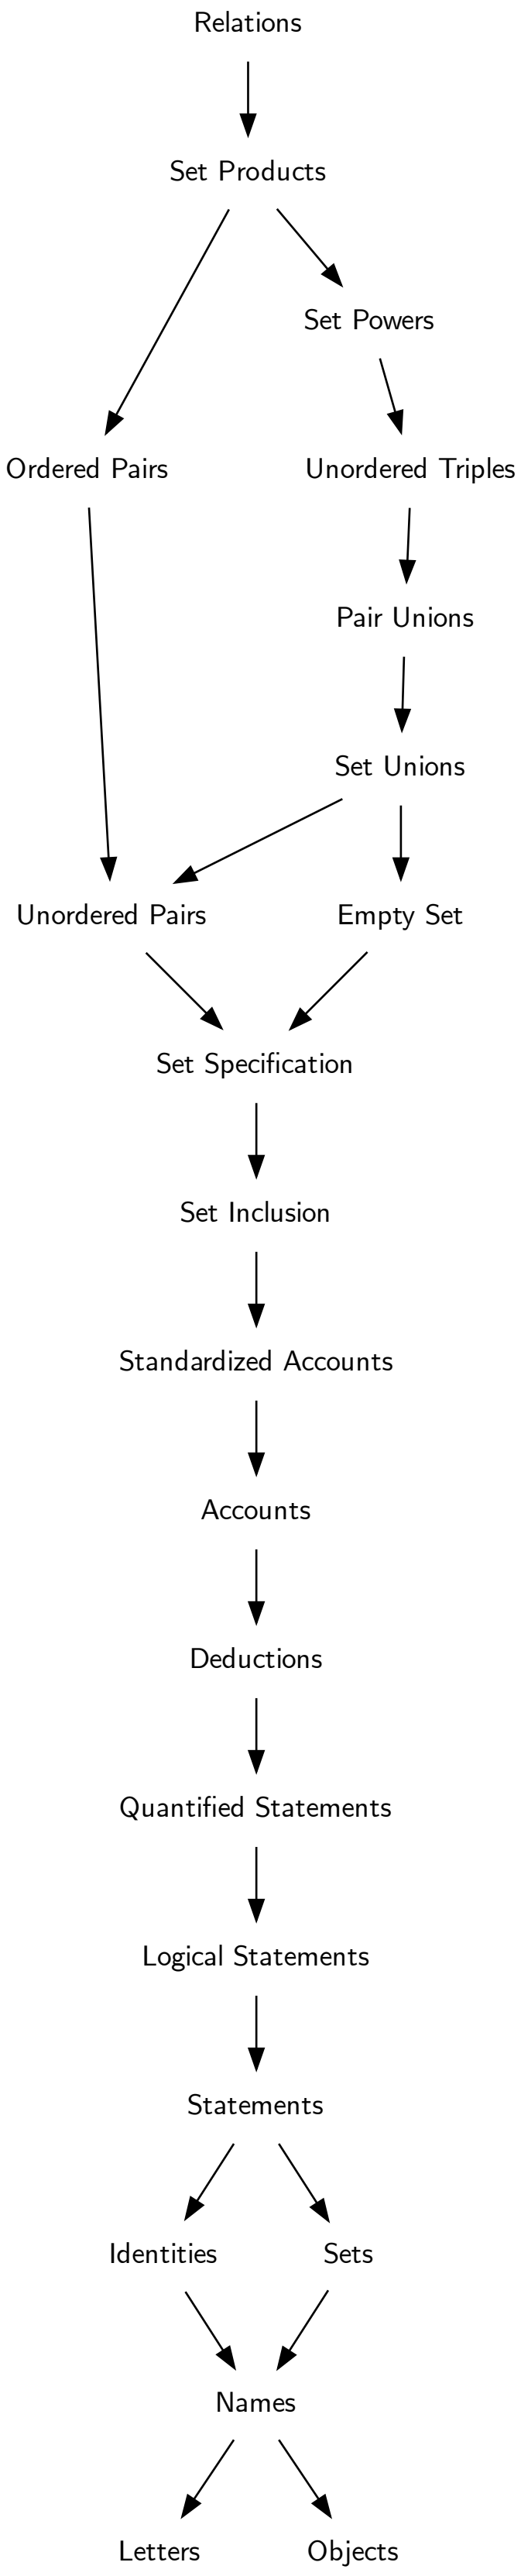 Relations
Set Products
Set Powers
Ordered Pairs
Unordered Triples
Pair Unions
Set Unions
Unordered Pairs
Empty Set
Set Specification
Set Inclusion
Standardized Accounts
Accounts
Deductions
Quantified Statements
Logical Statements
Statements
Identities
Sets
Names
Letters
Objects